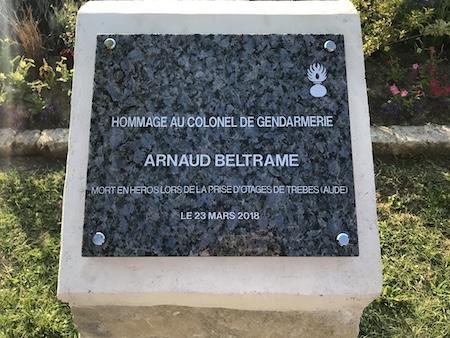 HOMMAGE AU COLONEL DE GENDARMERIE
ARNAUD BELTRAME
MORT EN HEROS LORS DE LA PRISE D'OTAGES DE TREBES (AUDE)
LE 23 MARS 2018